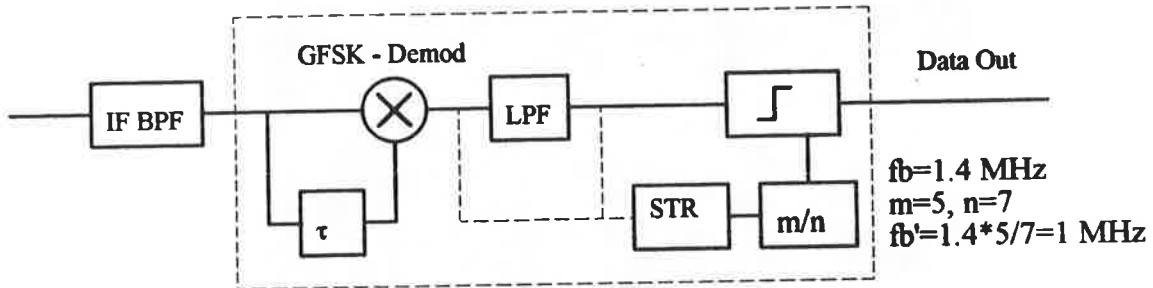 GFSK - Demod
Data Out
IF BPF
LPF
τ
STR
m/n
fb=1.4 MHz
m=5, n=7
fb'=1.4*5/7=1 MHz